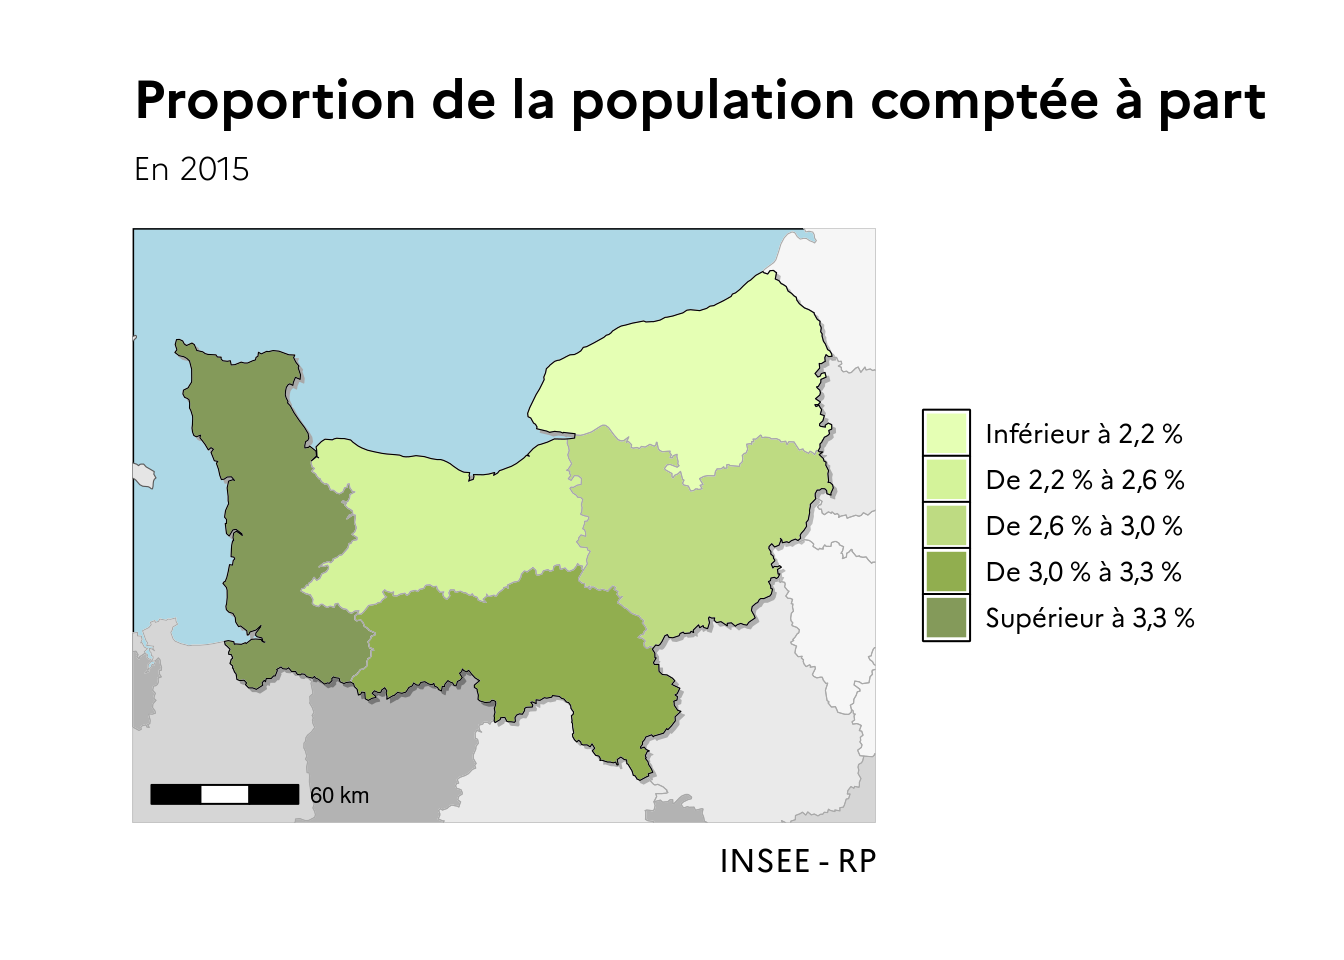 Proportion de la population comptée à part
En 2015
Inférieur à 2,2 %
De 2,2 % à 2,6 %
De 2,6 % à 3,0 %
De 3,0 % à 3,3 %
Supérieur à 3,3 %
60 km
INSEE - RP